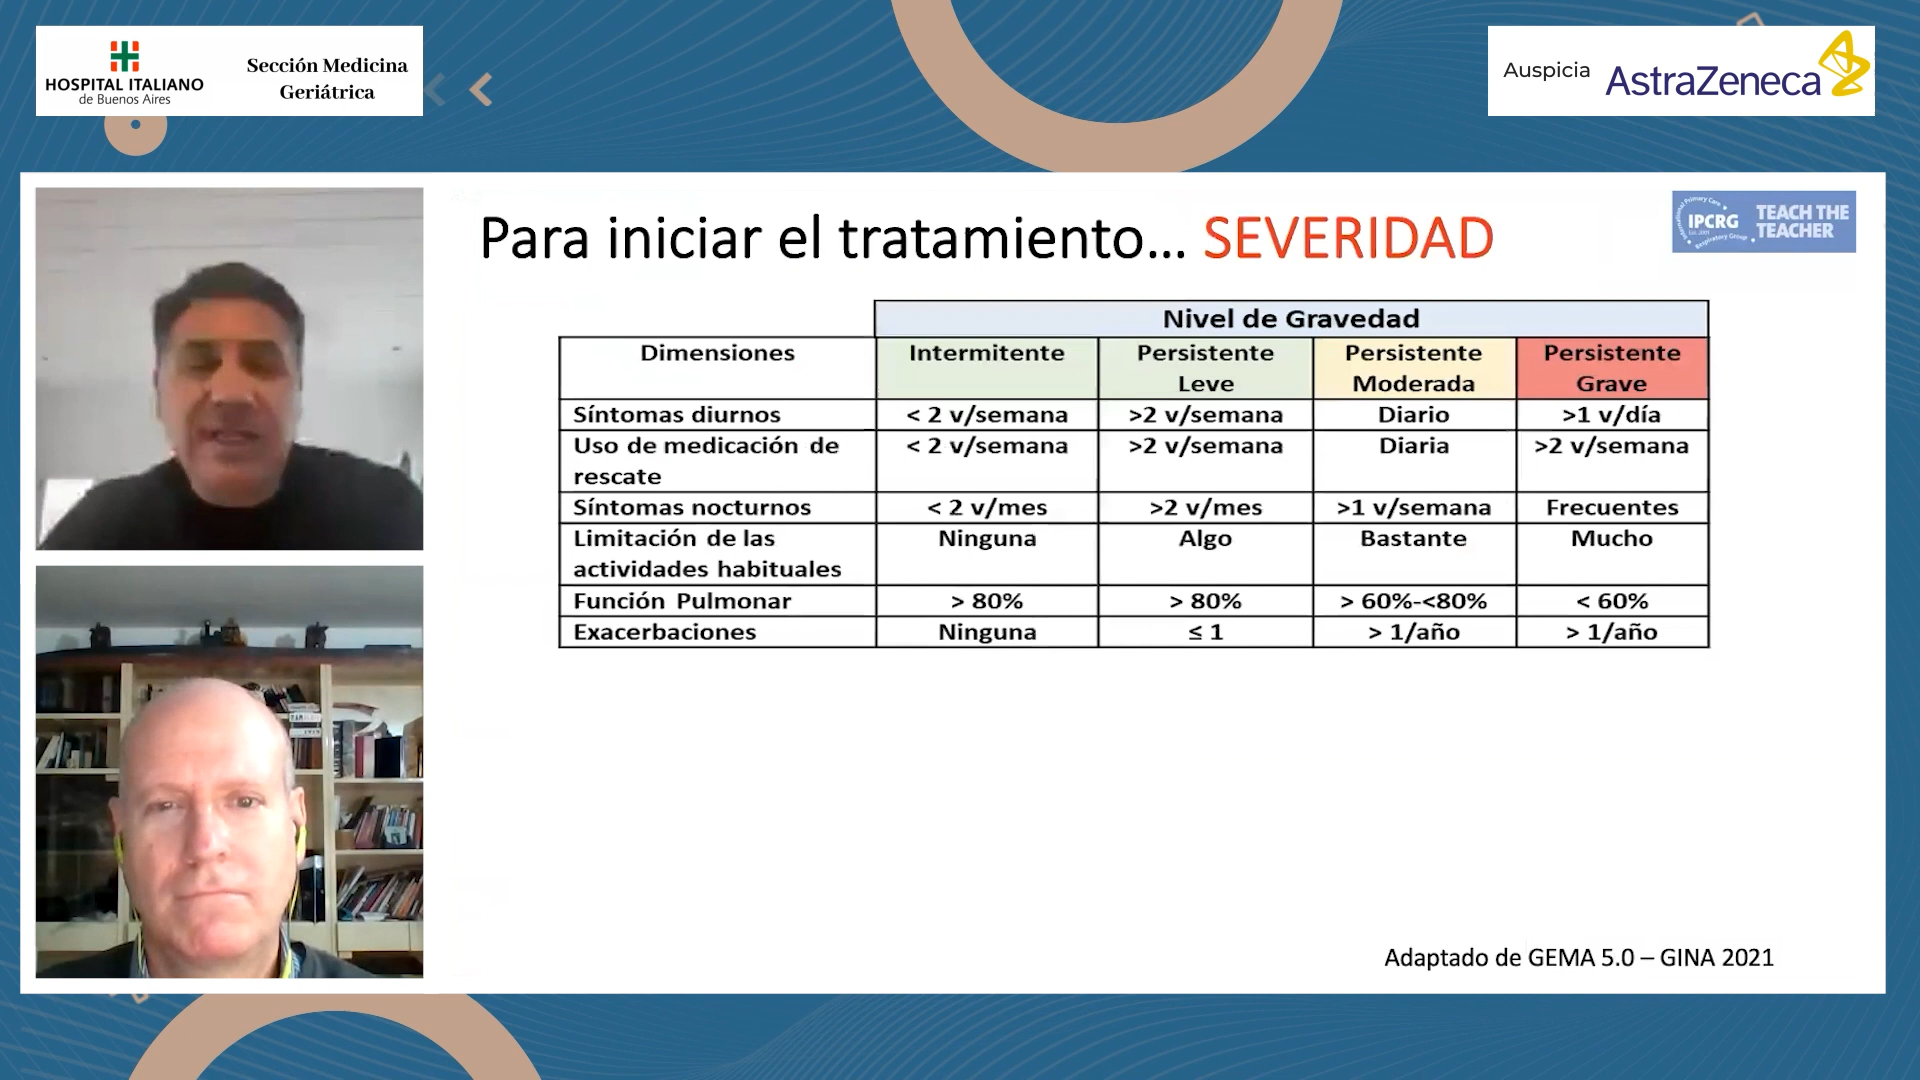 HOSPITAL ITALIANO
de Buenos Aires
Sección Medicina
Geriátrica
Auspicia AstraZeneca
Para iniciar el tratamiento... SEVERIDAD
IPCRG
TEACH THE
TEACHER
Nivel de Gravedad
Dimensiones Intermitente Persistente Leve Persistente Moderada Persistente Grave
Síntomas diurnos < 2 v/semana >2 v/semana Diario >1 v/día
Uso de medicación de rescate < 2 v/semana >2 v/semana Diaria >2 v/semana
Síntomas nocturnos < 2 v/mes >2 v/mes >1 v/semana Frecuentes
Limitación de las actividades habituales Ninguna Algo Bastante Mucho
Función Pulmonar > 80% > 80% > 60%-<80% < 60%
Exacerbaciones Ninguna ≤ 1 > 1/año > 1/año
Adaptado de GEMA 5.0 – GINA 2021